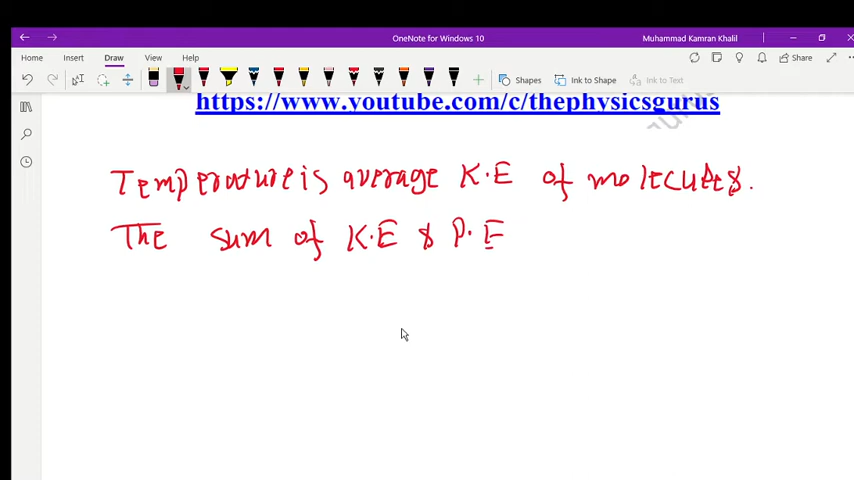 OneNote for Windows 10
Muhammad Kamran Khalil
Home Insert Draw View Help
Share
Shapes Ink to Shape Ink to Text
https://www.youtube.com/c/thephysicsgurus
Temperature is average K.E of molecules.
The sum of K.E & P.E